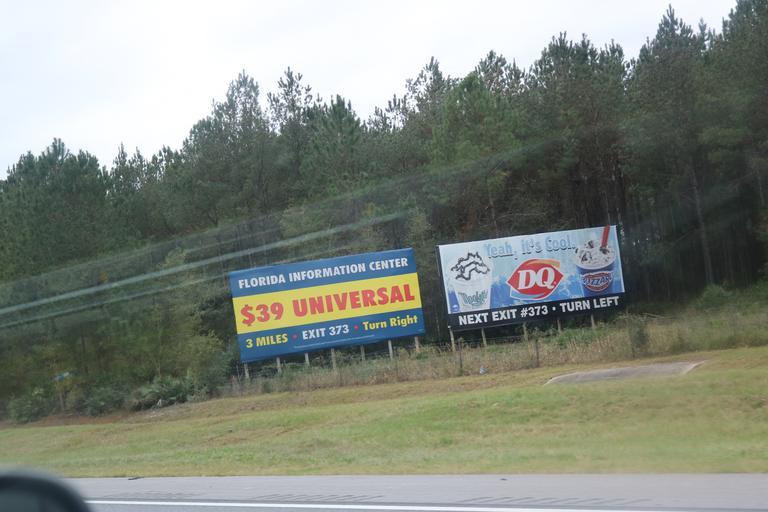 FLORIDA INFORMATION CENTER
$39 UNIVERSAL
3 MILES • EXIT 373 • Turn Right
Yeah, it's Cool.
DQ
BLIZZARD
NEXT EXIT #373 • TURN LEFT